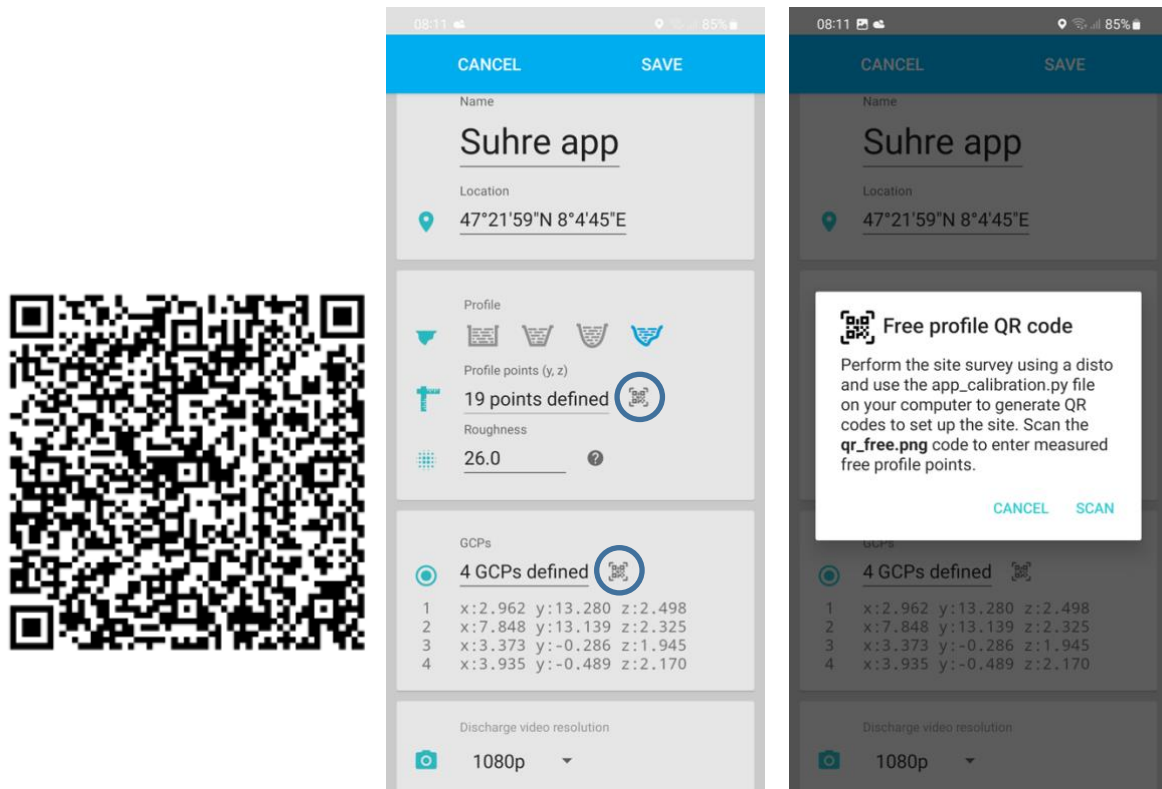 08:11 85%
CANCEL SAVE
Name
Suhre app
Location
47°21'59"N 8°4'45"E
Profile
Profile points (y, z)
19 points defined
Roughness
26.0 ?
GCPs
4 GCPs defined
1 x:2.962 y:13.280 z:2.498
2 x:7.848 y:13.139 z:2.325
3 x:3.373 y:-0.286 z:1.945
4 x:3.935 y:-0.489 z:2.170
Discharge video resolution
1080p
08:11 85%
CANCEL SAVE
Name
Suhre app
Location
47°21'59"N 8°4'45"E
Free profile QR code
Perform the site survey using a disto
and use the app_calibration.py file
on your computer to generate QR
codes to set up the site. Scan the
qr_free.png code to enter measured
free profile points.
CANCEL SCAN
GCPs
4 GCPs defined
1 x:2.962 y:13.280 z:2.498
2 x:7.848 y:13.139 z:2.325
3 x:3.373 y:-0.286 z:1.945
4 x:3.935 y:-0.489 z:2.170
Discharge video resolution
1080p